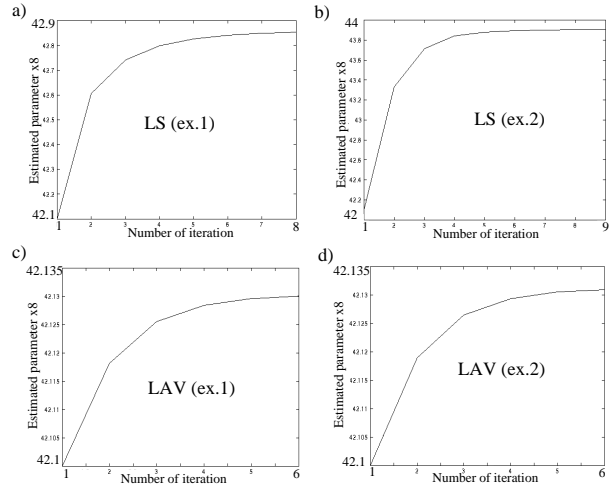 a)
Estimated parameter x8
42.9
42.8
42.7
42.6
42.5
42.4
42.3
42.2
42.1
LS (ex.1)
1 2 3 4 5 6 7 8
Number of iteration
b)
Estimated parameter x8
44
43.8
43.6
43.4
43.2
43
42.8
42.6
42.4
42.2
42
LS (ex.2)
1 2 3 4 5 6 7 8 9
Number of iteration
c)
Estimated parameter x8
42.135
42.13
42.125
42.12
42.115
42.11
42.105
42.1
LAV (ex.1)
1 2 3 4 5 6
Number of iteration
d)
Estimated parameter x8
42.135
42.13
42.125
42.12
42.115
42.11
42.105
42.1
LAV (ex.2)
1 2 3 4 5 6
Number of iteration